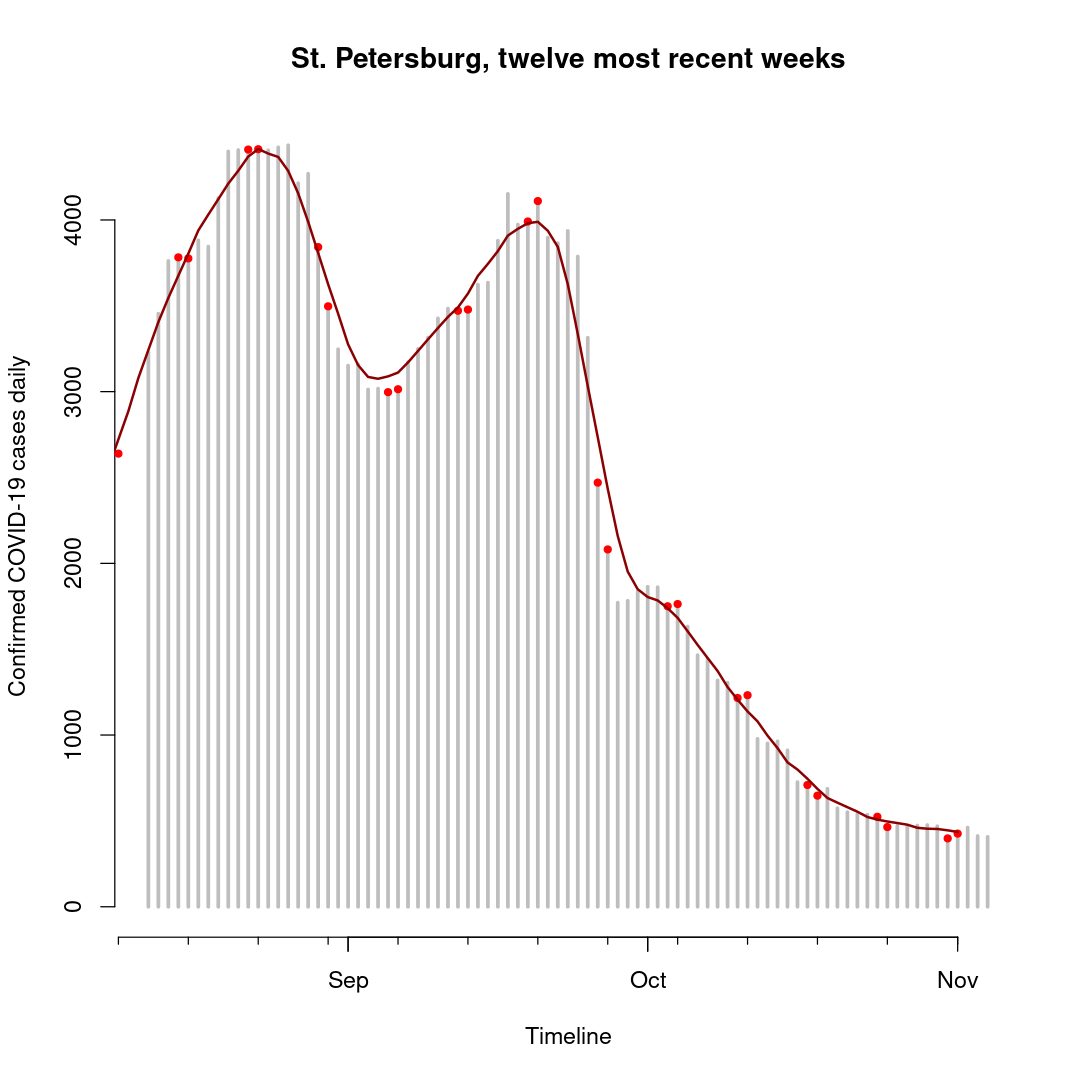 St. Petersburg, twelve most recent weeks
Confirmed COVID-19 cases daily
4000
3000
2000
1000
0
Sep Oct Nov
Timeline